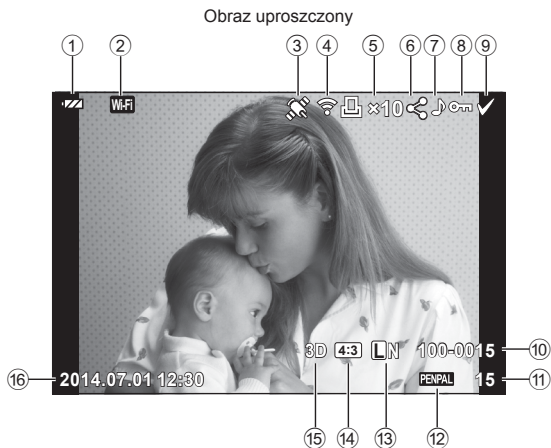 Obraz uproszczony
① ② ③ ④ ⑤ ⑥ ⑦ ⑧ ⑨
Wi-Fi ×10
3D 4:3 LN 100-0015 ⑩
⑯ 2014.07.01 12:30 PENPAL 15 ⑪
⑮ ⑭ ⑬ ⑫